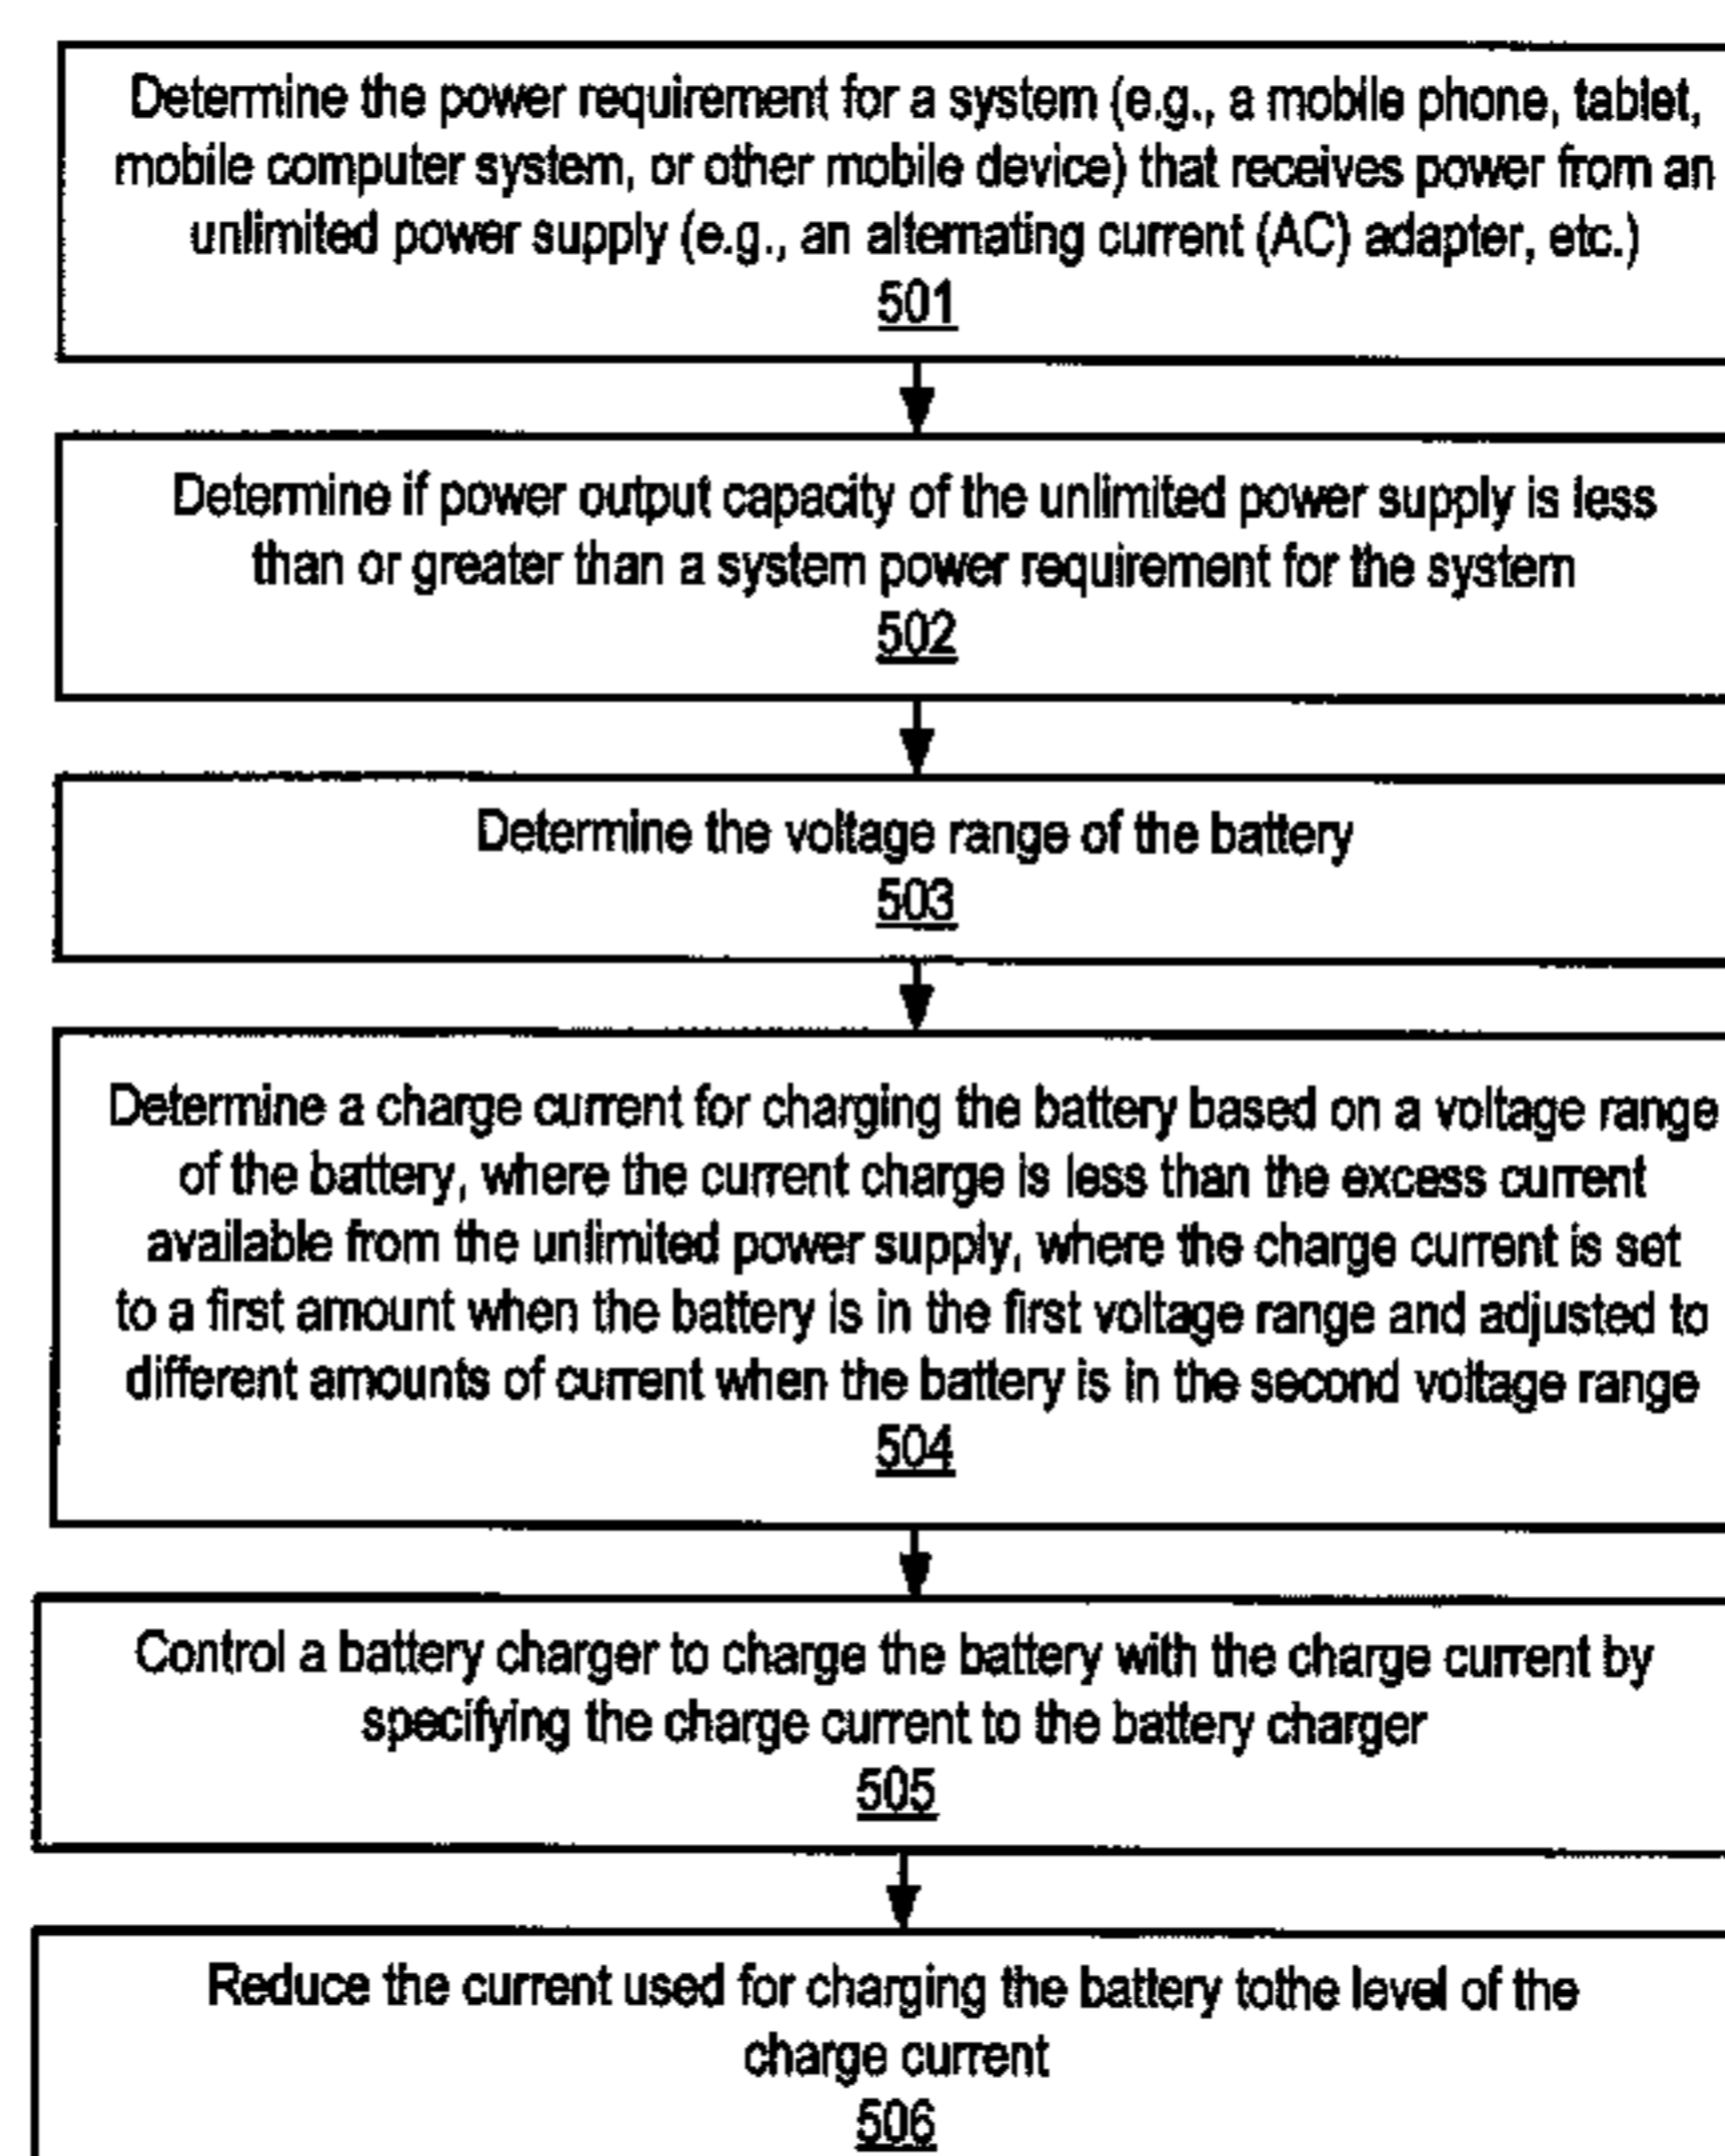 Determine the power requirement for a system (e.g., a mobile phone, tablet,
mobile computer system, or other mobile device) that receives power from an
unlimited power supply (e.g., an alternating current (AC) adapter, etc.)
501
Determine if power output capacity of the unlimited power supply is less
than or greater than a system power requirement for the system
502
Determine the voltage range of the battery
503
Determine a charge current for charging the battery based on a voltage range
of the battery, where the current charge is less than the excess current
available from the unlimited power supply, where the charge current is set
to a first amount when the battery is in the first voltage range and adjusted to
different amounts of current when the battery is in the second voltage range
504
Control a battery charger to charge the battery with the charge current by
specifying the charge current to the battery charger
505
Reduce the current used for charging the battery tothe level of the
charge current
506